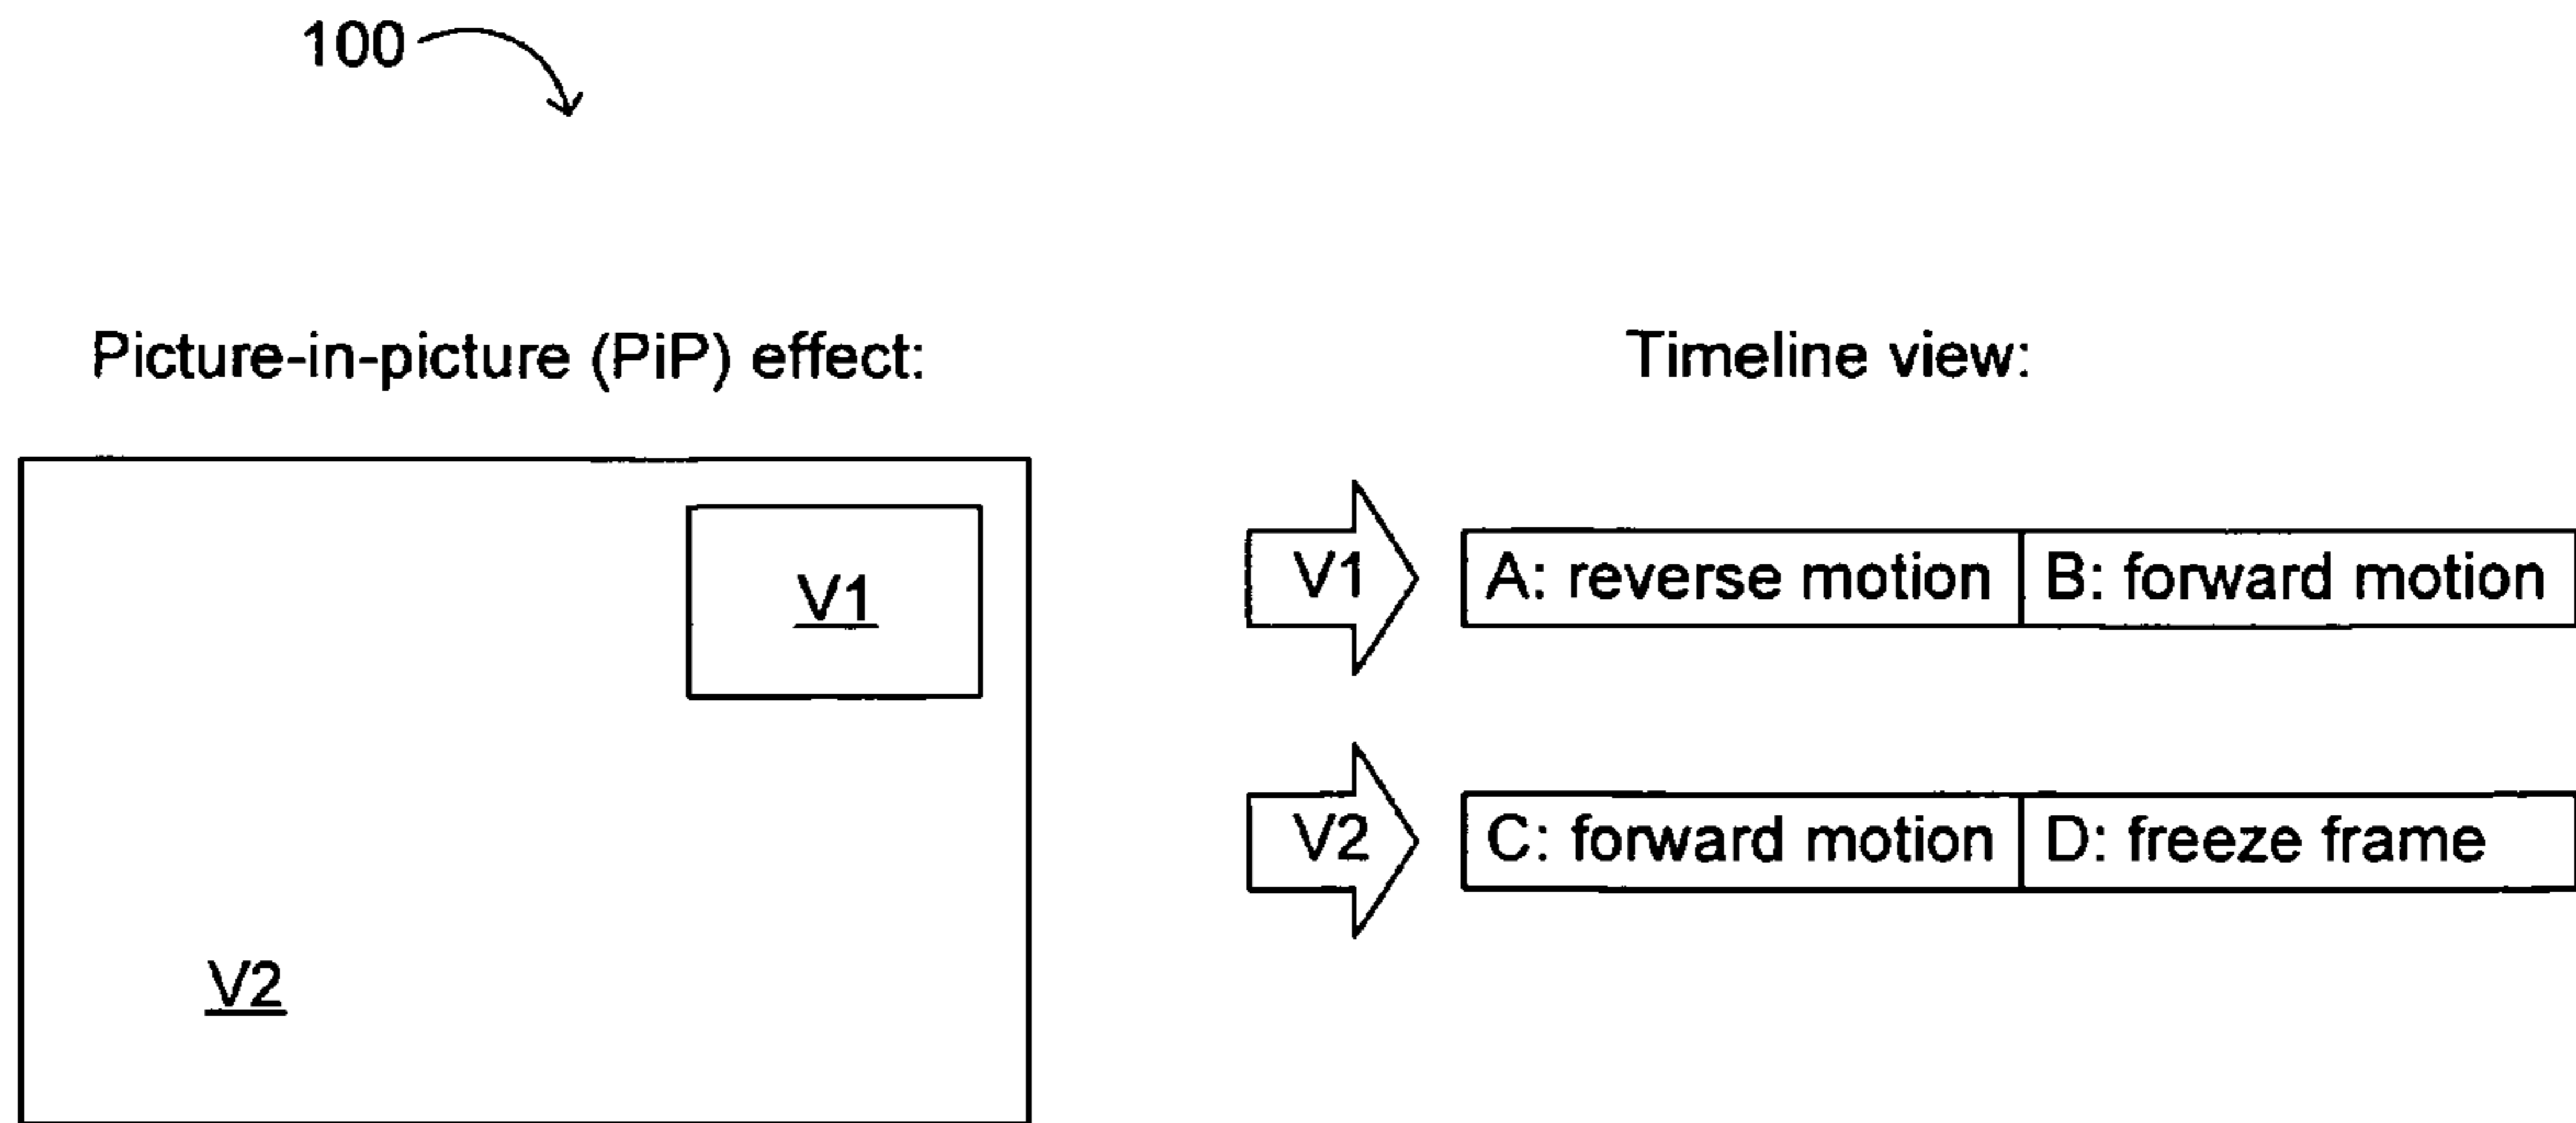 100
Picture-in-picture (PiP) effect:
V1
V2
Timeline view:
V1 A: reverse motion B: forward motion
V2 C: forward motion D: freeze frame